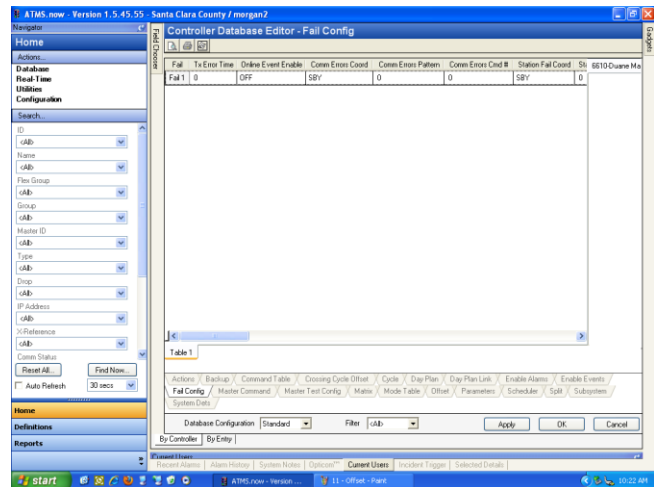 ATMS.now - Version 1.5.45.55 - Santa Clara County / morgan2
Navigator
Home
Actions...
Database
Real-Time
Utilities
Configuration
Search...
ID
<All>
Name
<All>
Flex Group
<All>
Group
<All>
Master ID
<All>
Type
<All>
Drop
<All>
IP Address
<All>
X-Reference
<All>
Comm Status
Reset All... Find Now...
Auto Refresh 30 secs
Home
Definitions
Reports
Field Chooser
Controller Database Editor - Fail Config
Fail Tx Error Time Online Event Enable Comm Errors Coord Comm Errors Pattern Comm Errors Cmd # Station Fail Coord St
Fail 1 0 OFF SBY 0 0 SBY 0
6610-Duane Ma
Gadgets
Table 1
Actions Backup Command Table Crossing Cycle Offset Cycle Day Plan Day Plan Link Enable Alarms Enable Events
Fail Config Master Command Master Text Config Matrix Mode Table Offset Parameters Scheduler Split Subsystem
System Dets
Database Configuration Standard Filter <All> Apply OK Cancel
By Controller By Entry
Current Users
Recent Alarms Alarm History System Notes Opticom™ Current Users Incident Trigger Selected Details
start ATMS.now - Version ... 11 - Offset - Paint 10:22 AM